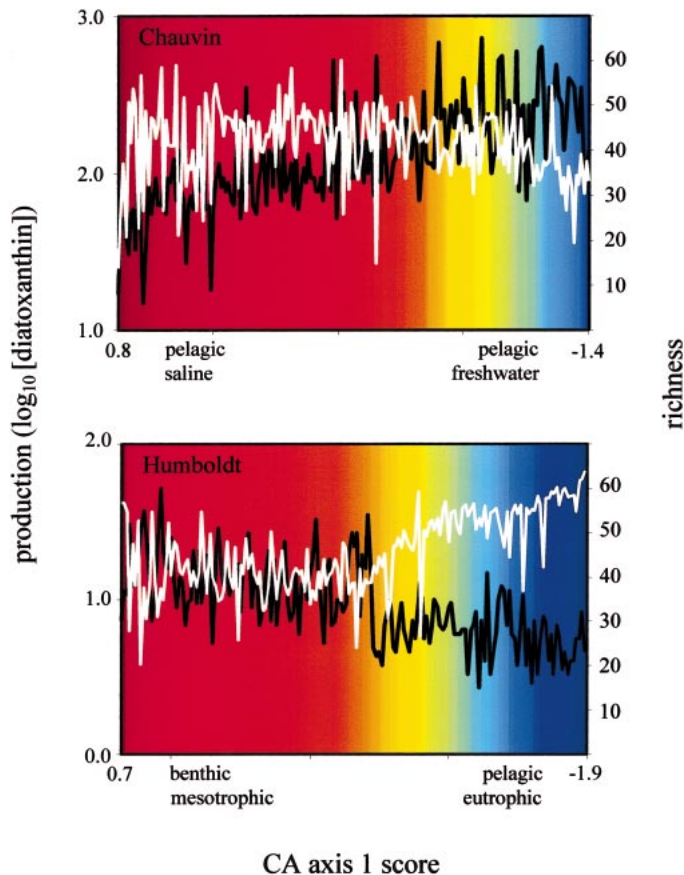 3.0
Chauvin
60
50
2.0
40
30
20
10
1.0
0.8
pelagic
saline
pelagic
freshwater
-1.4
production (log₁₀ [diatoxanthin])
richness
2.0
Humboldt
60
50
1.0
40
30
20
10
0.0
0.7
benthic
mesotrophic
pelagic
eutrophic
-1.9
CA axis 1 score